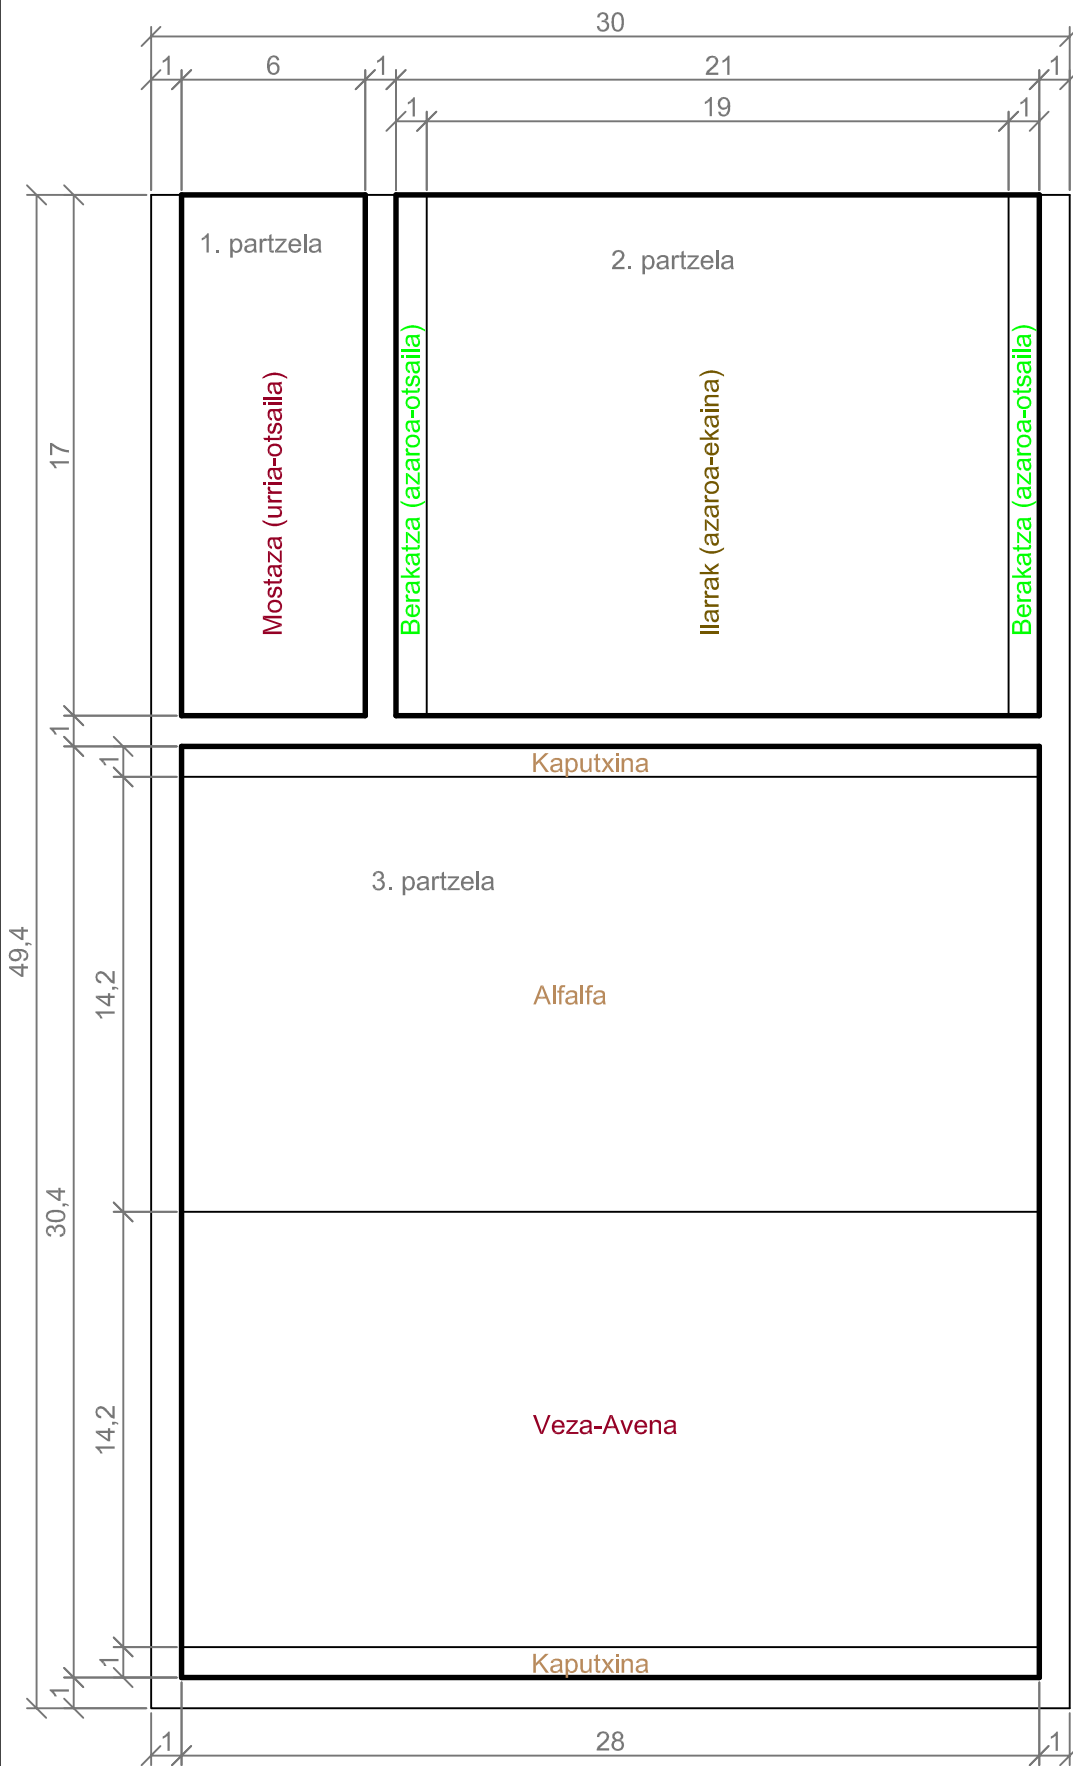 30
1
6
1
21
1
1
19
1
1. partzela
2. partzela
Mostaza (urria-otsaila)
Berakatza (azaroa-otsaila)
Ilarrak (azaroa-ekaina)
Berakatza (azaroa-otsaila)
17
1
1
Kaputxina
3. partzela
49,4
14,2
Alfalfa
30,4
14,2
Veza-Avena
1
Kaputxina
1
1
28
1